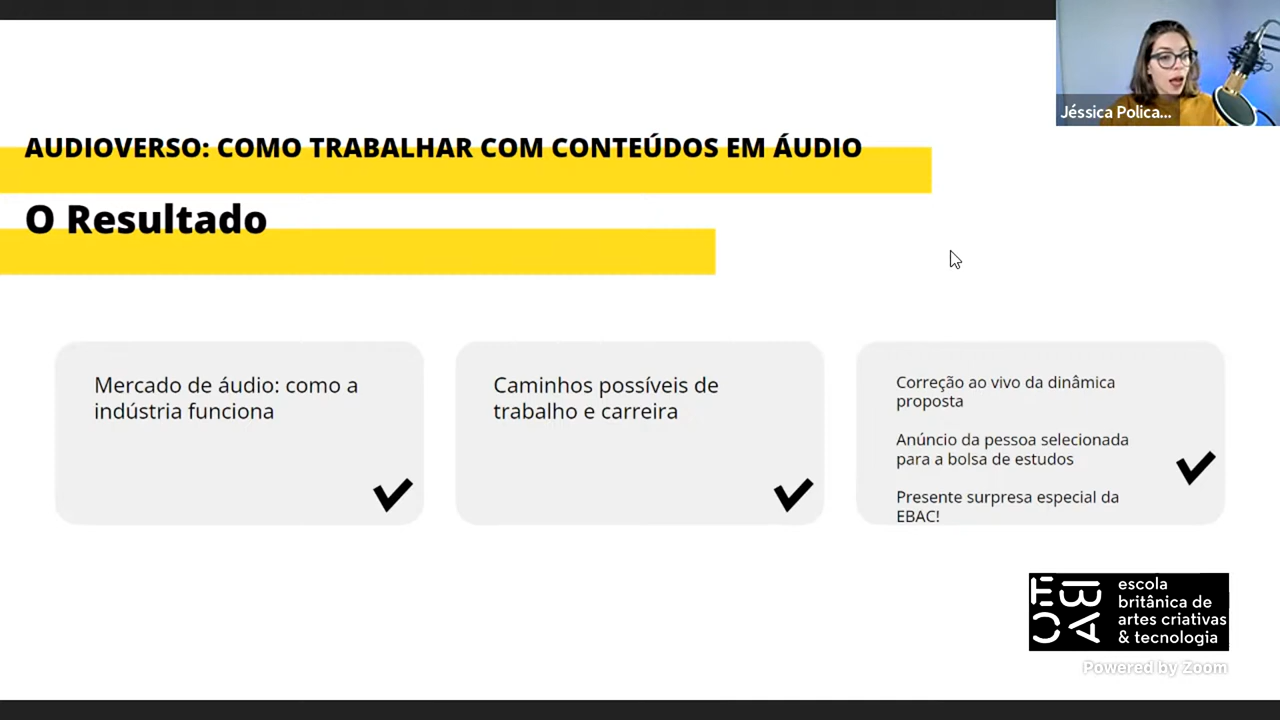 Jéssica Polica...
AUDIOVERSO: COMO TRABALHAR COM CONTEÚDOS EM ÁUDIO
O Resultado
Mercado de áudio: como a
indústria funciona
Caminhos possíveis de
trabalho e carreira
Correção ao vivo da dinâmica
proposta
Anúncio da pessoa selecionada
para a bolsa de estudos
Presente surpresa especial da
EBAC!
EBAC
escola
britânica de
artes criativas
& tecnologia
Powered by Zoom